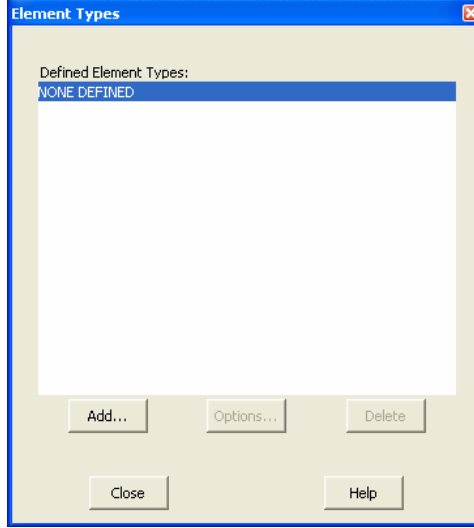 Element Types
Defined Element Types:
NONE DEFINED
Add... Options... Delete
Close Help